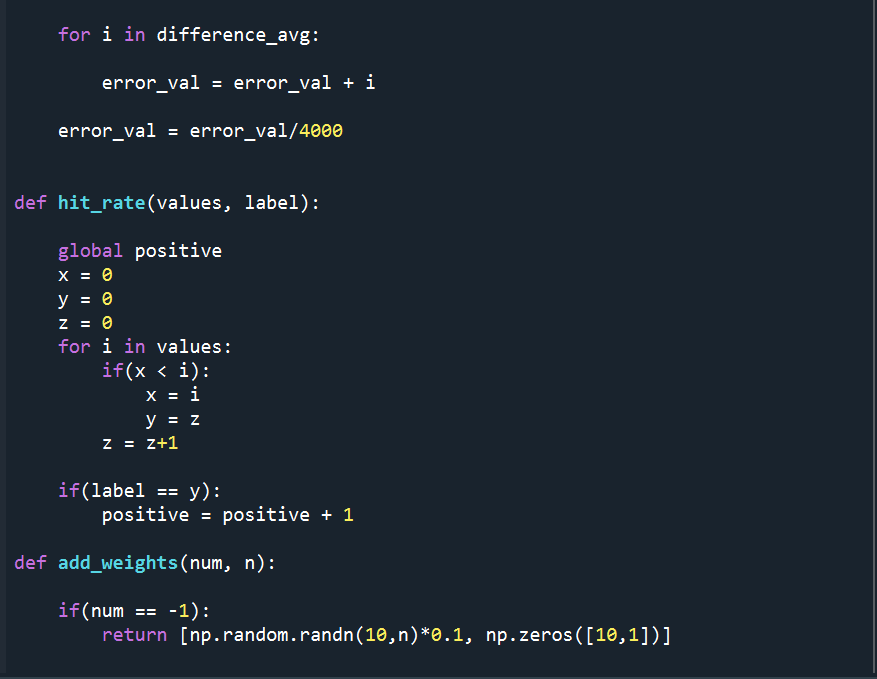 for i in difference_avg:
error_val = error_val + i
error_val = error_val/4000
def hit_rate(values, label):
global positive
x = 0
y = 0
z = 0
for i in values:
if(x < i):
x = i
y = z
z = z+1
if(label == y):
positive = positive + 1
def add_weights(num, n):
if(num == -1):
return [np.random.randn(10,n)*0.1, np.zeros([10,1])]